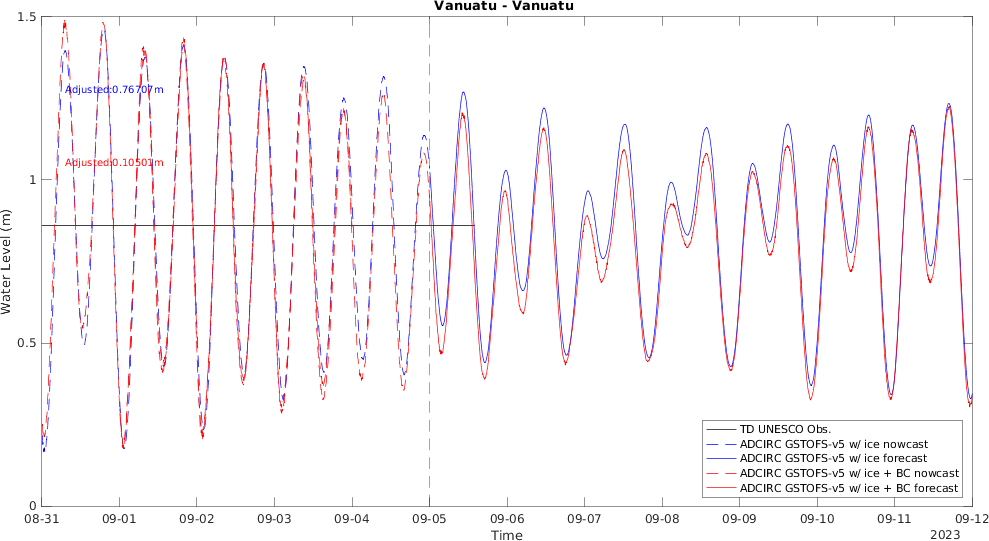 Vanuatu - Vanuatu
1.5
Adjusted:0.76707m
Adjusted:0.10501m
1
Water Level (m)
0.5
0
TD UNESCO Obs.
ADCIRC GSTOFS-v5 w/ ice nowcast
ADCIRC GSTOFS-v5 w/ ice forecast
ADCIRC GSTOFS-v5 w/ ice + BC nowcast
ADCIRC GSTOFS-v5 w/ ice + BC forecast
08-31 09-01 09-02 09-03 09-04 09-05 09-06 09-07 09-08 09-09 09-10 09-11 09-12
Time
2023